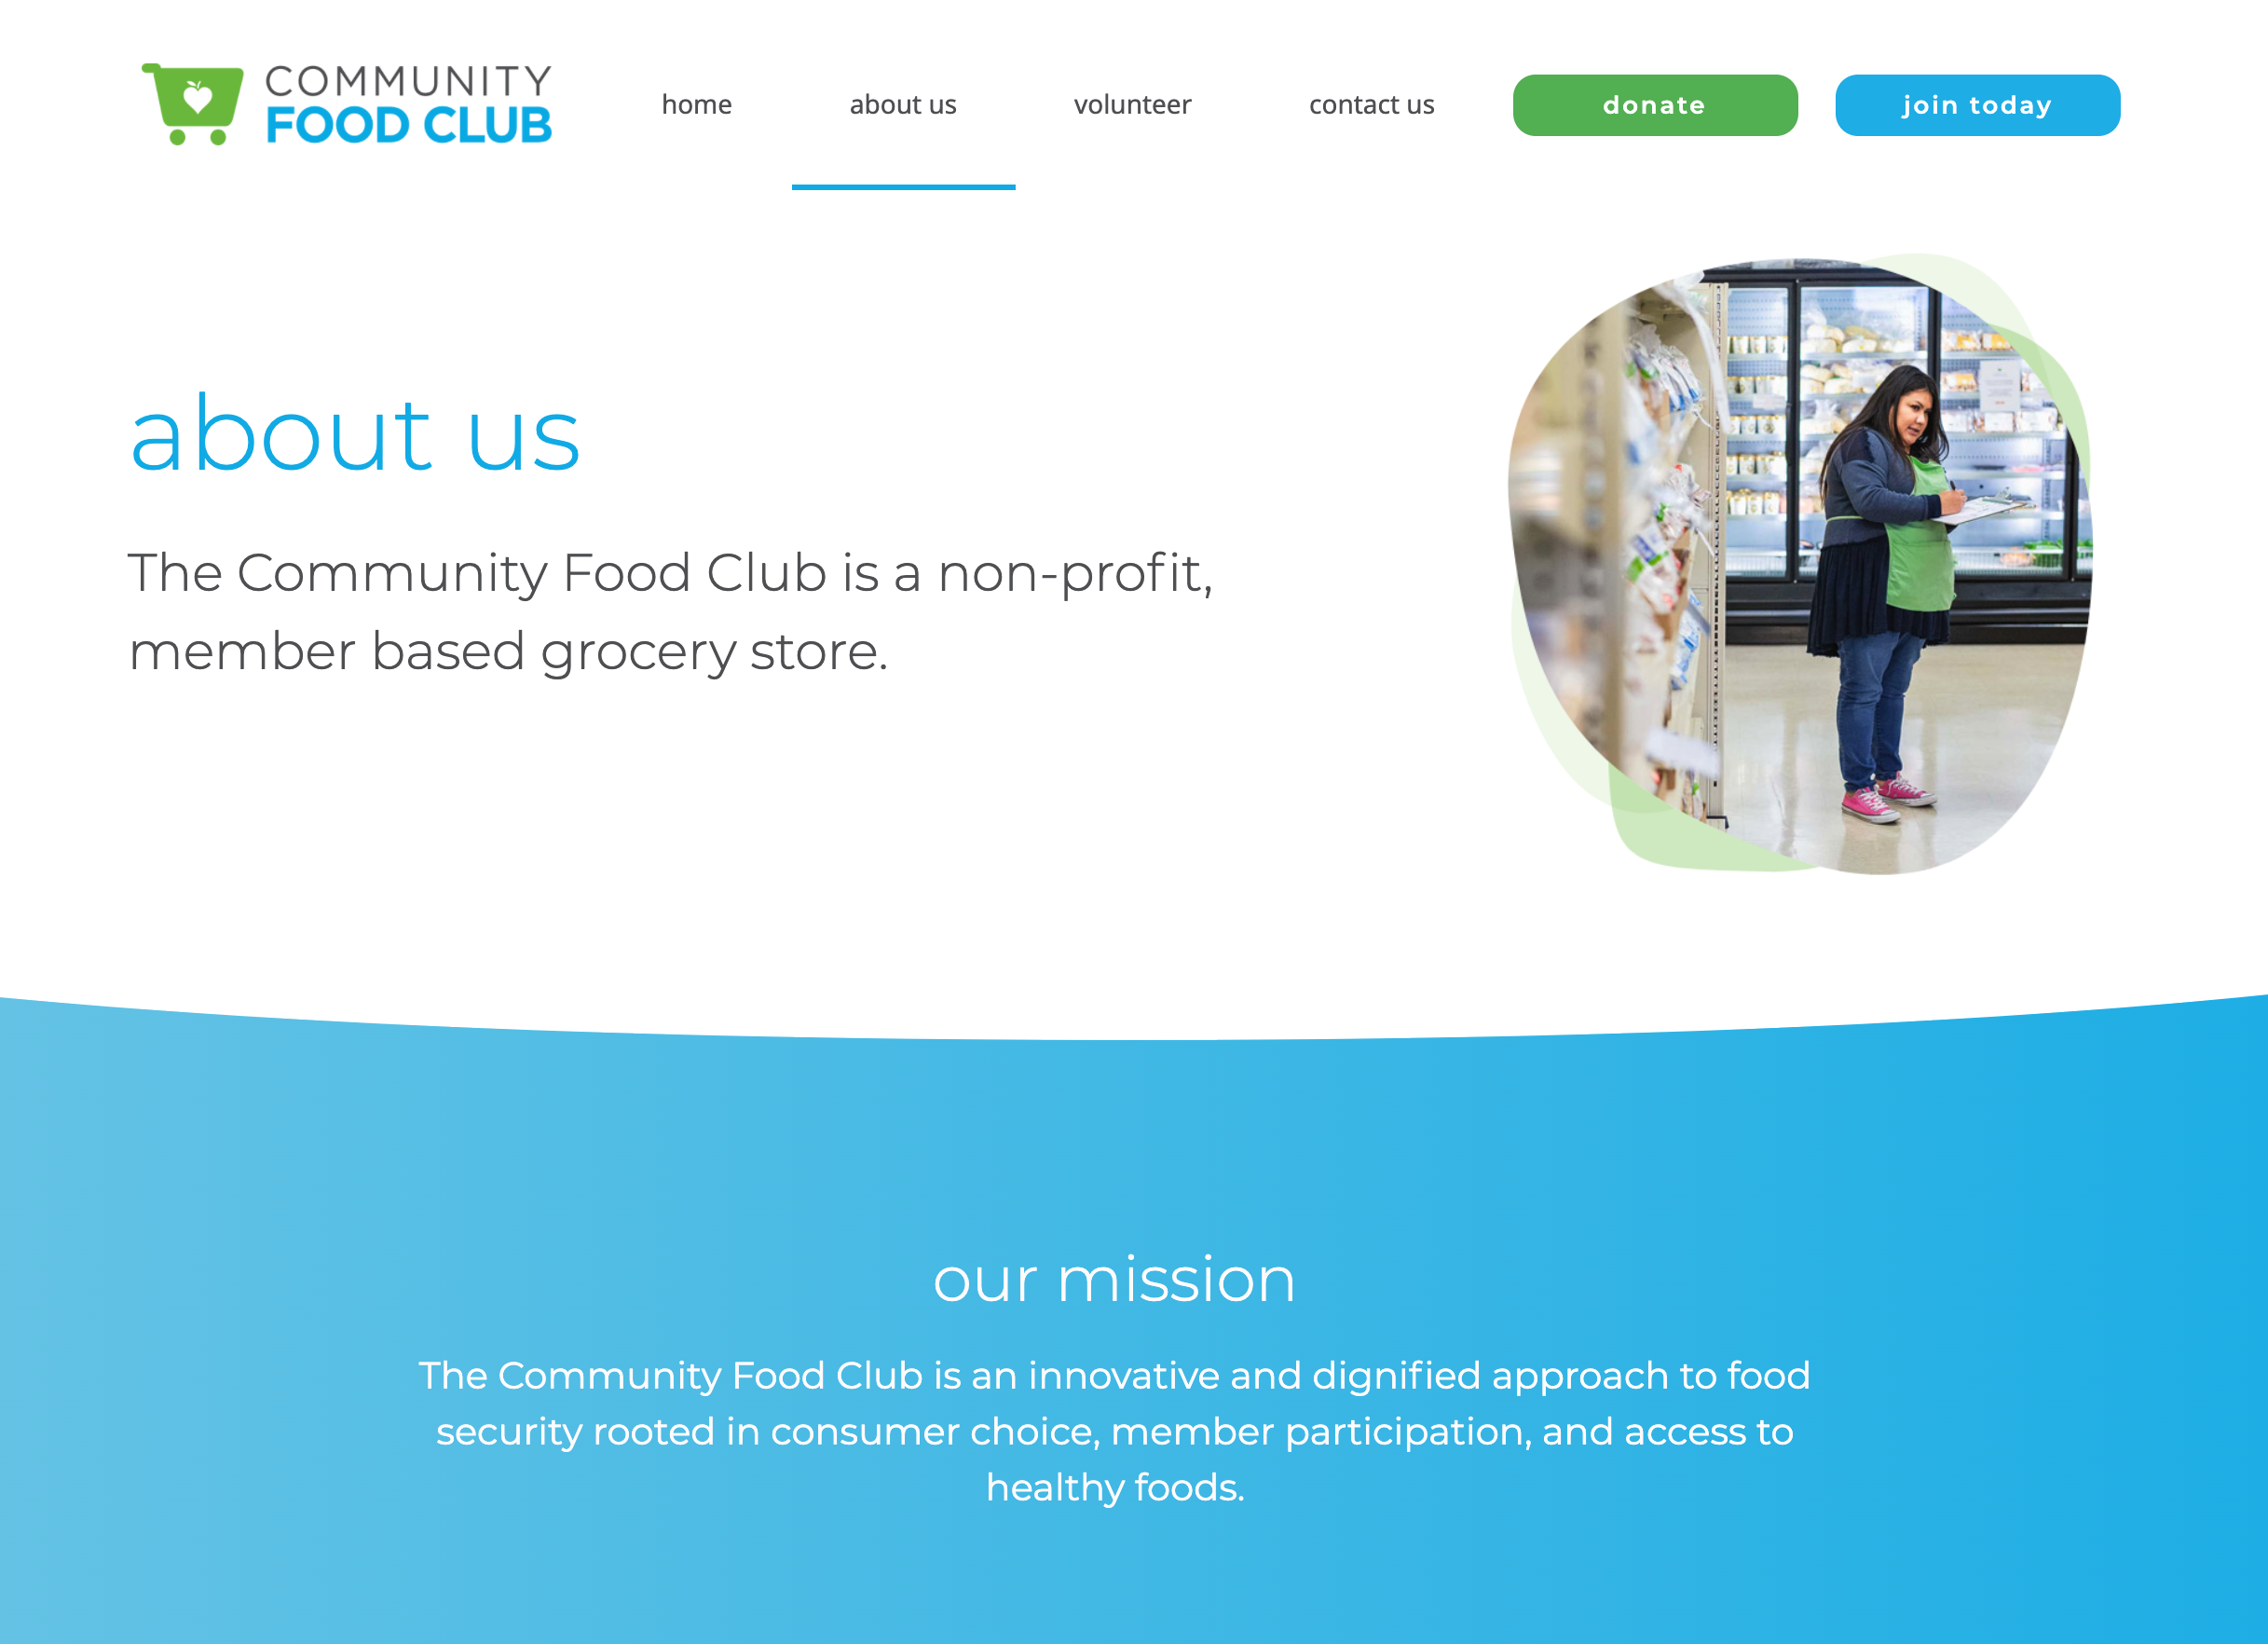 COMMUNITY
FOOD CLUB
home
about us
volunteer
contact us
donate
join today
about us
The Community Food Club is a non-profit,
member based grocery store.
our mission
The Community Food Club is an innovative and dignified approach to food
security rooted in consumer choice, member participation, and access to
healthy foods.